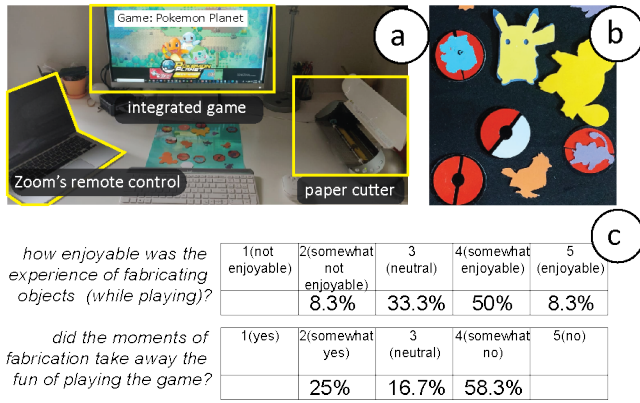 Game: Pokemon Planet
a
integrated game
Zoom's remote control
paper cutter
b
c
how enjoyable was the
experience of fabricating
objects (while playing)?
1(not
enjoyable)
2(somewhat
not
enjoyable)
3
(neutral)
4(somewhat
enjoyable)
5
(enjoyable)
8.3%
33.3%
50%
8.3%
did the moments of
fabrication take away the
fun of playing the game?
1(yes)
2(somewhat
yes)
3
(neutral)
4(somewhat
no)
5(no)
25%
16.7%
58.3%